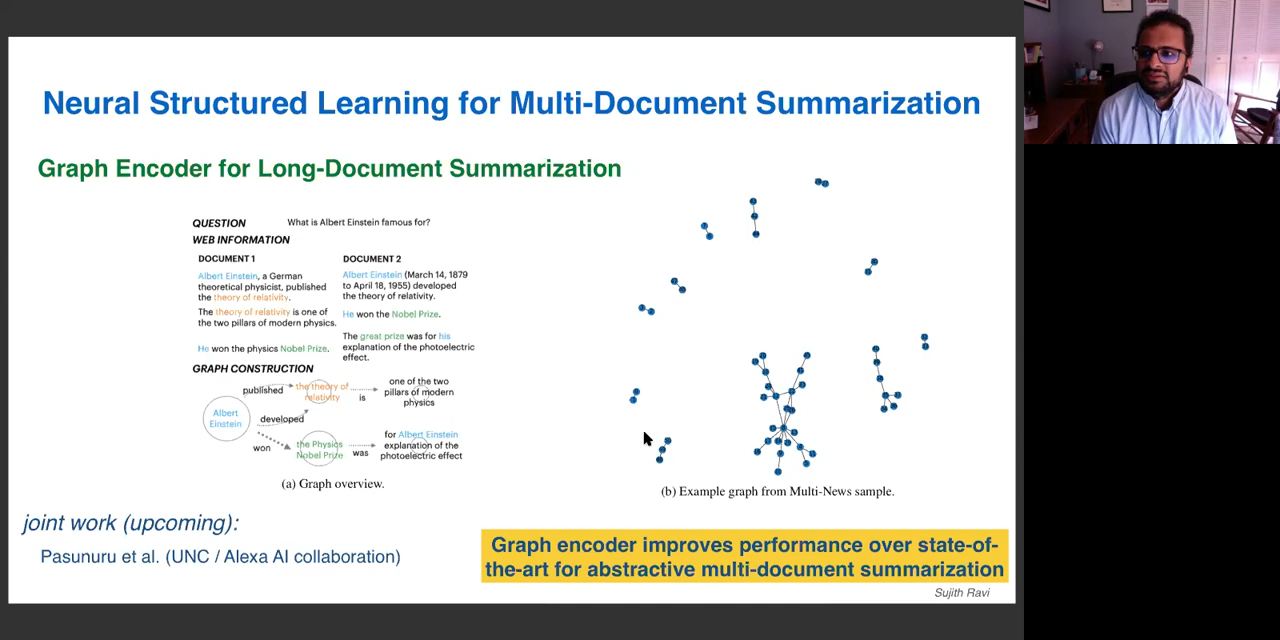 Neural Structured Learning for Multi-Document Summarization
Graph Encoder for Long-Document Summarization
QUESTION What is Albert Einstein famous for?
WEB INFORMATION
DOCUMENT 1
Albert Einstein, a German
theoretical physicist, published
the theory of relativity.
The theory of relativity is one of
the two pillars of modern physics.
He won the physics Nobel Prize.
DOCUMENT 2
Albert Einstein (March 14, 1879
to April 18, 1955) developed
the theory of relativity.
He won the Nobel Prize.
The great prize was for his
explanation of the photoelectric
effect.
GRAPH CONSTRUCTION
Albert
Einstein
published
developed
won
the theory of
relativity
is
one of the two
pillars of modern
physics
the Physics
Nobel Prize
was
for Albert Einstein
explanation of the
photoelectric effect
(a) Graph overview.
(b) Example graph from Multi-News sample.
joint work (upcoming):
Pasunuru et al. (UNC / Alexa AI collaboration)
Graph encoder improves performance over state-of-
the-art for abstractive multi-document summarization
Sujith Ravi